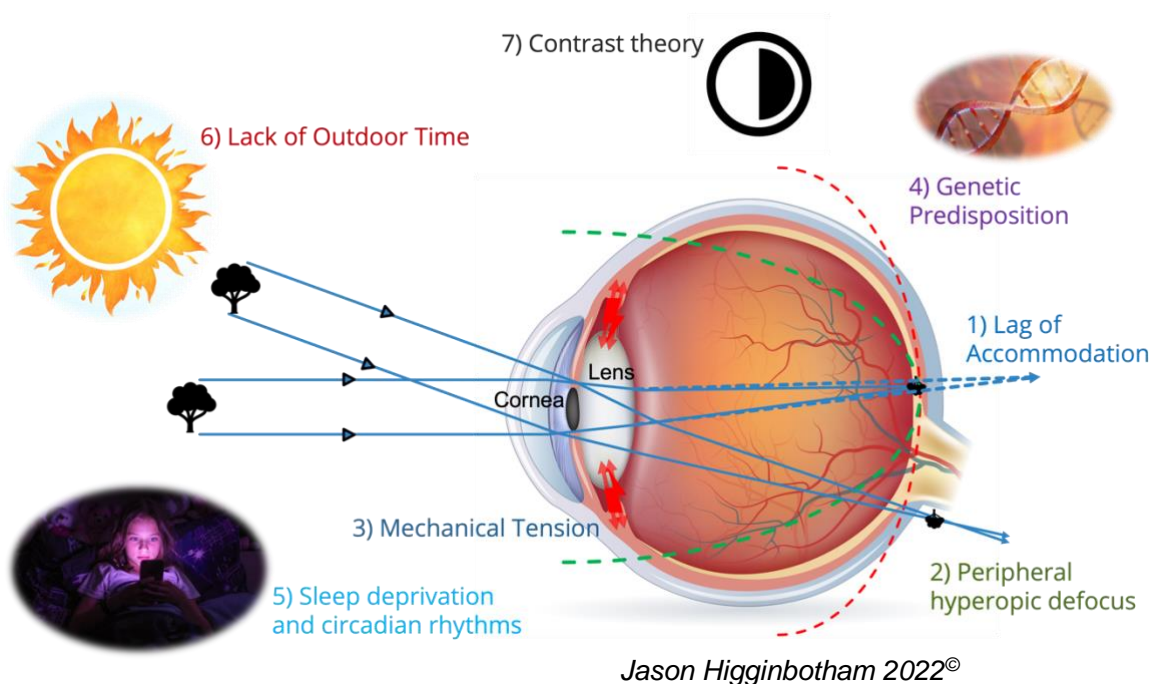 7) Contrast theory
6) Lack of Outdoor Time
4) Genetic
Predisposition
1) Lag of
Accommodation
Lens
Cornea
3) Mechanical Tension
2) Peripheral
hyperopic defocus
5) Sleep deprivation
and circadian rhythms
Jason Higginbotham 2022©